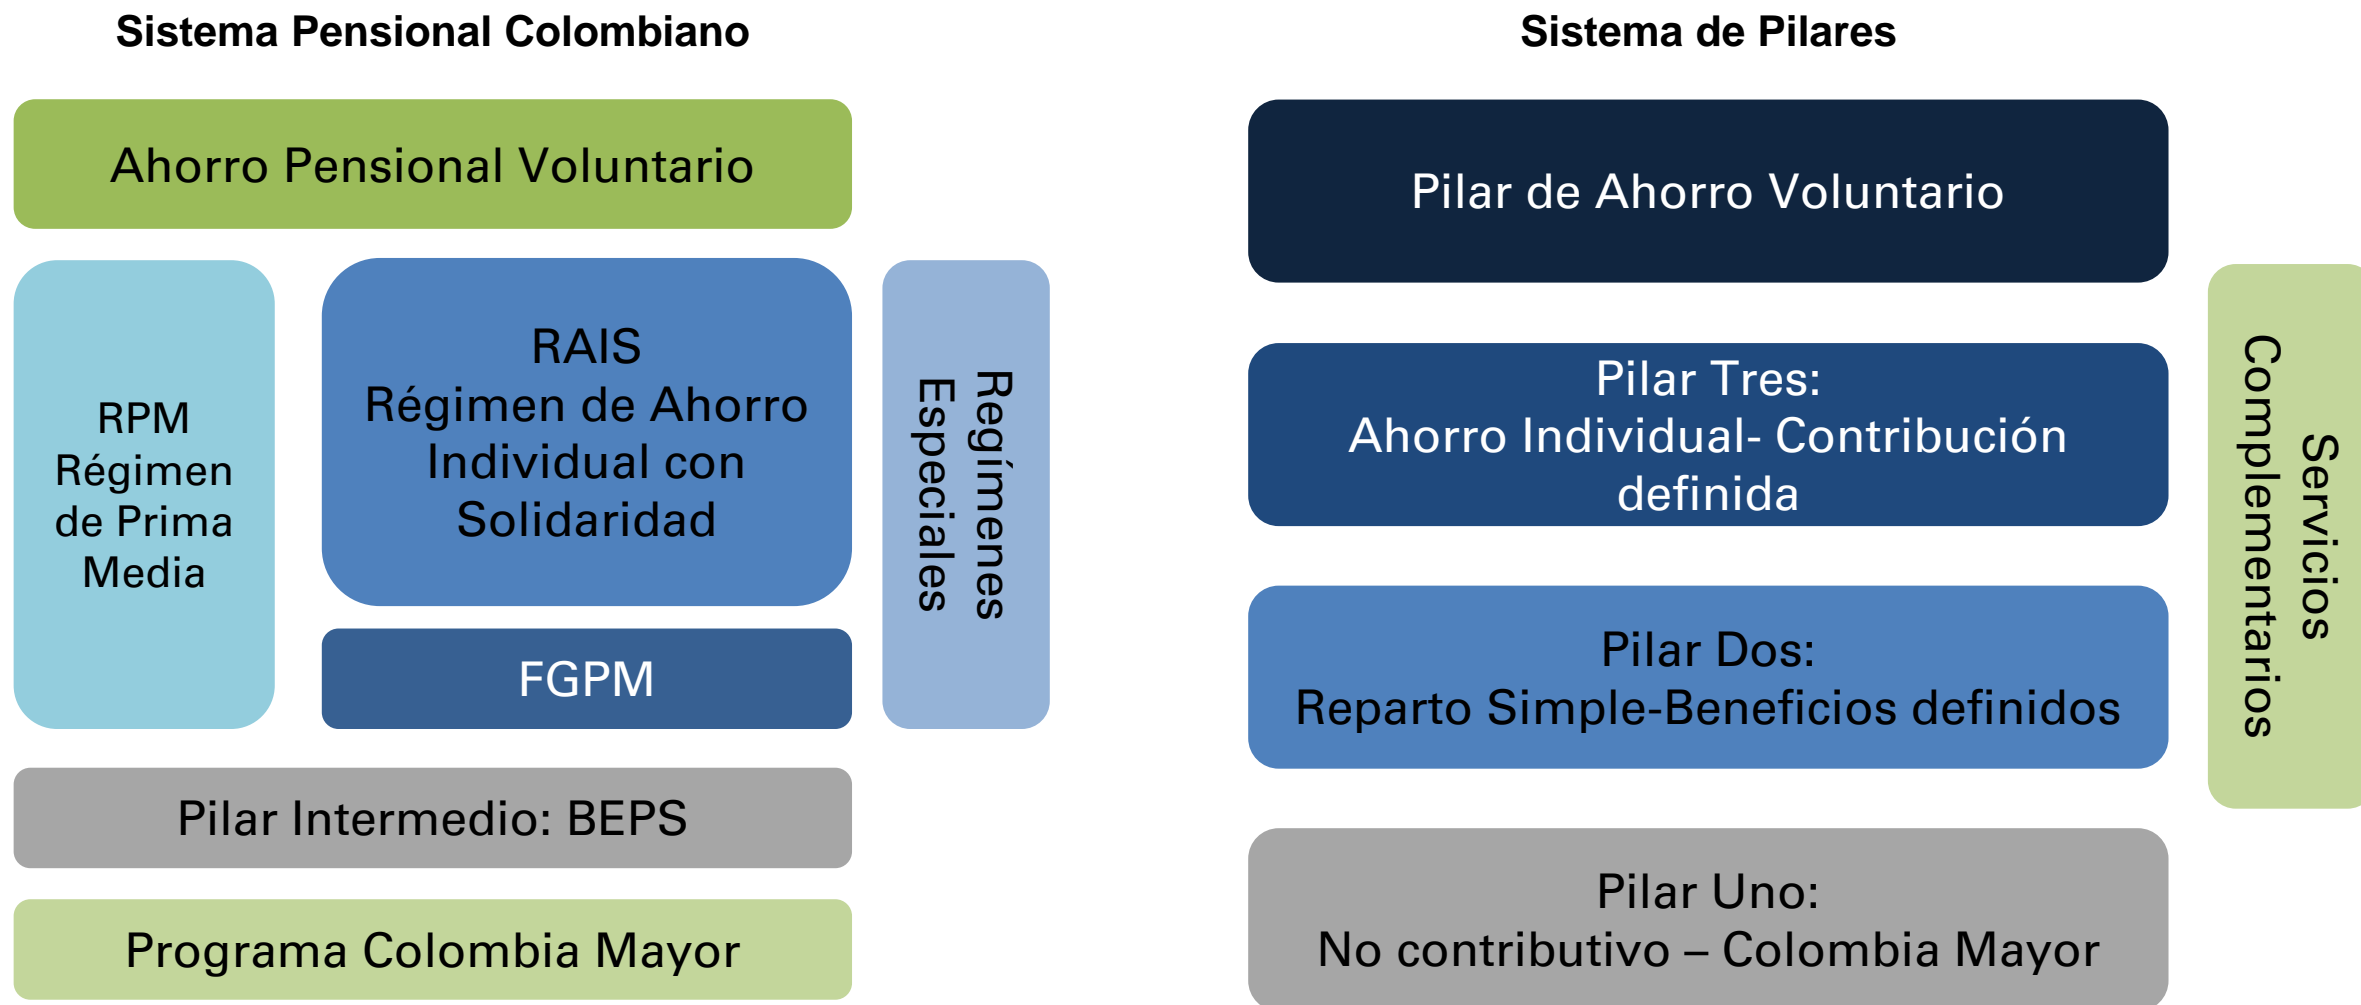 Sistema Pensional Colombiano
Ahorro Pensional Voluntario
RPM
Régimen
de Prima
Media
RAIS
Régimen de Ahorro
Individual con
Solidaridad
FGPM
Regímenes
Especiales
Pilar Intermedio: BEPS
Programa Colombia Mayor
Sistema de Pilares
Pilar de Ahorro Voluntario
Pilar Tres:
Ahorro Individual- Contribución
definida
Pilar Dos:
Reparto Simple-Beneficios definidos
Pilar Uno:
No contributivo – Colombia Mayor
Servicios
Complementarios